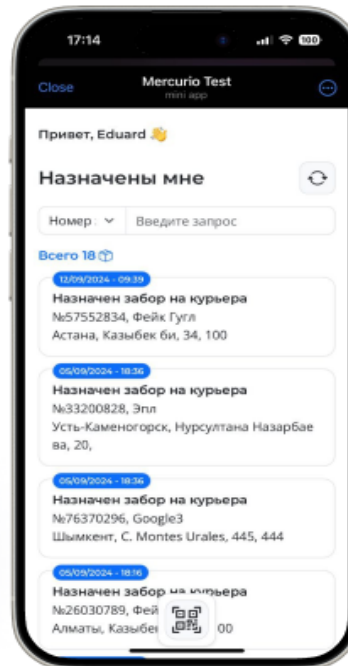 17:14
100
Close
Mercurio Test
mini app
Привет, Eduard 👋
Назначены мне
Номер
Введите запрос
Всего 18
12/09/2024 - 09:39
Назначен забор на курьера
№57552834, Фейк Гугл
Астана, Казыбек би, 34, 100
05/09/2024 - 18:36
Назначен забор на курьера
№33200828, Эпл
Усть-Каменогорск, Нурсултана Назарбае
ва, 20,
05/09/2024 - 18:36
Назначен забор на курьера
№76370296, Google3
Шымкент, C. Montes Urales, 445, 444
05/09/2024 - 18:16
Назначен забор на курьера
№26030789, Фей
Алматы, Казыбе 00